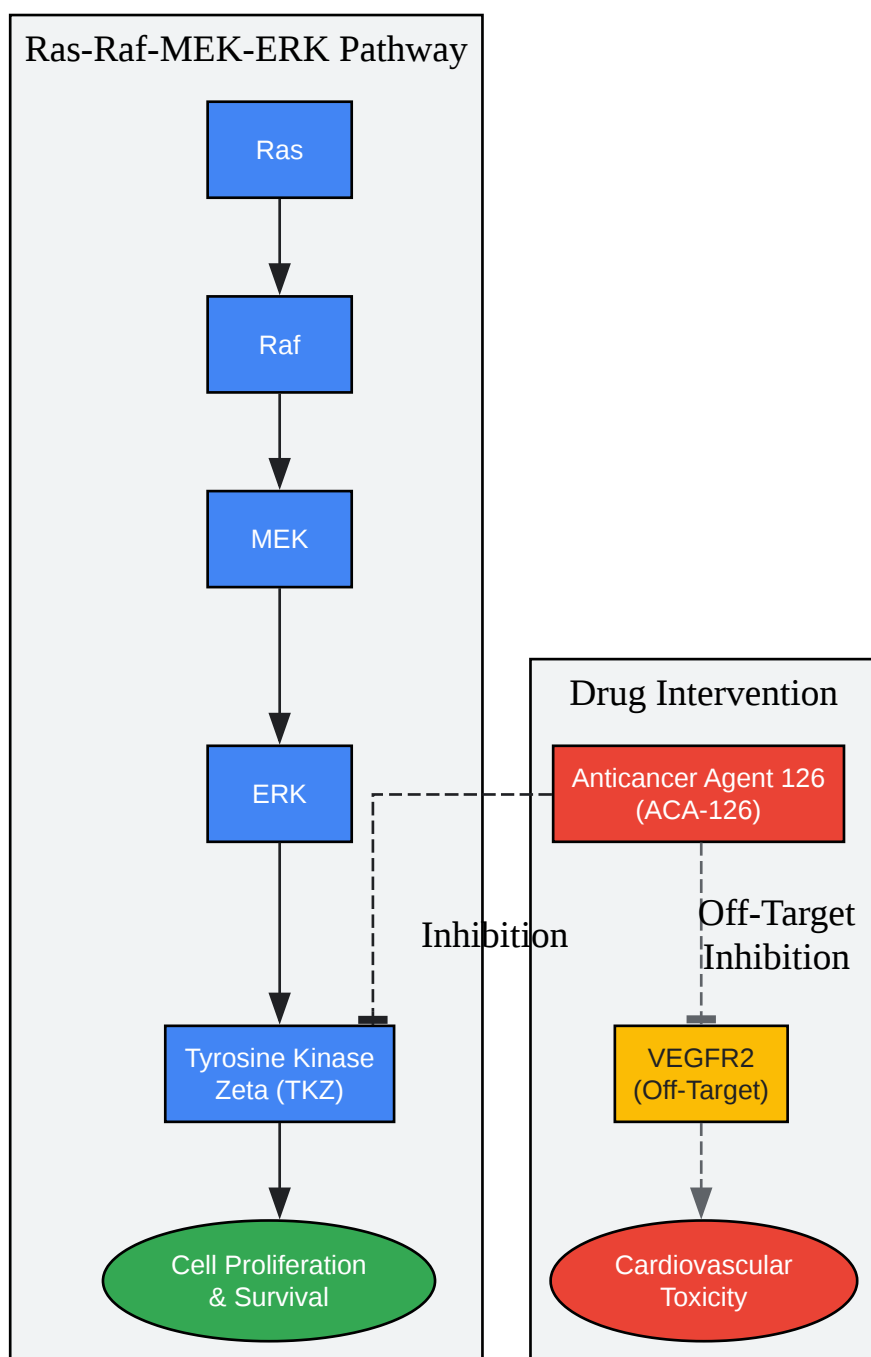 Ras-Raf-MEK-ERK Pathway
Ras
Raf
MEK
ERK
Tyrosine Kinase
Zeta (TKZ)
Cell Proliferation
& Survival
Inhibition
Drug Intervention
Anticancer Agent 126
(ACA-126)
Off-Target
Inhibition
VEGFR2
(Off-Target)
Cardiovascular
Toxicity